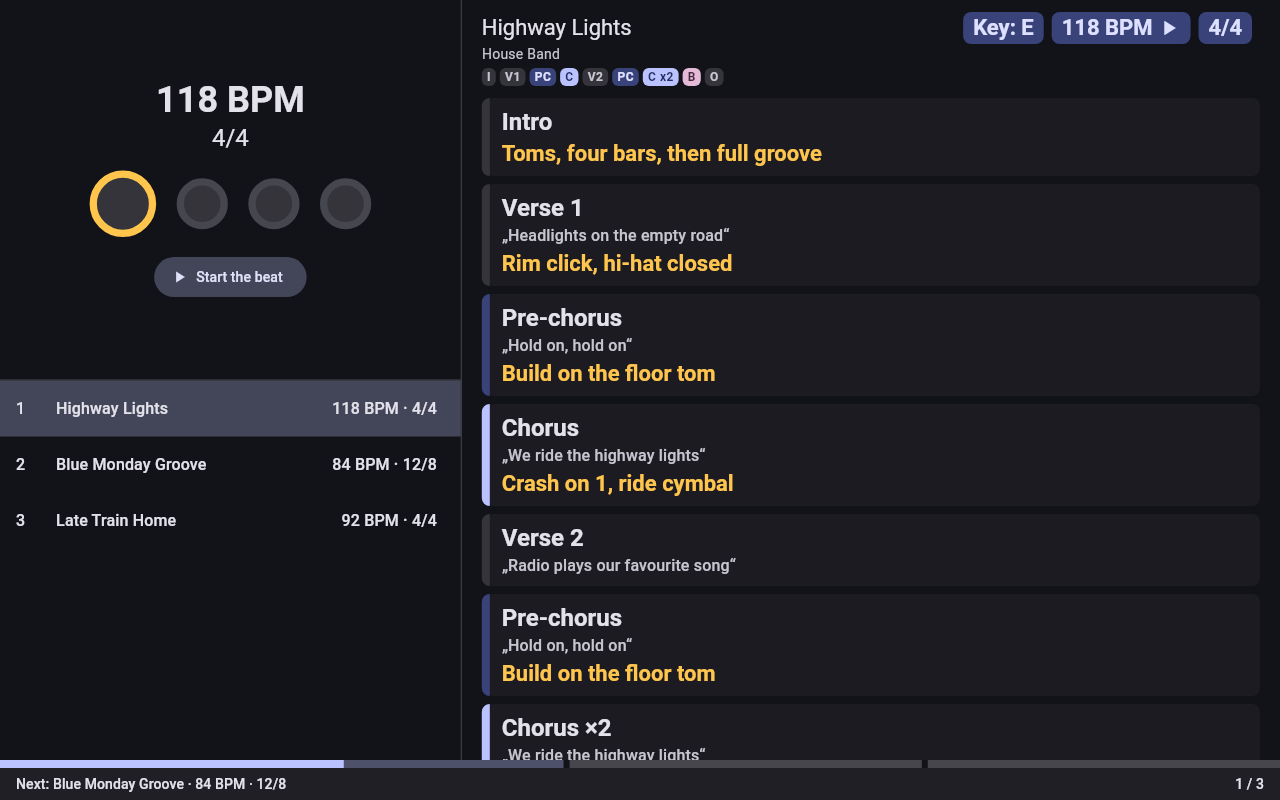 118 BPM
4/4
Start the beat
1 Highway Lights 118 BPM · 4/4
2 Blue Monday Groove 84 BPM · 12/8
3 Late Train Home 92 BPM · 4/4
Highway Lights
House Band
Key: E 118 BPM 4/4
I V1 PC C V2 PC C x2 B O
Intro
Toms, four bars, then full groove
Verse 1
„Headlights on the empty road“
Rim click, hi-hat closed
Pre-chorus
„Hold on, hold on“
Build on the floor tom
Chorus
„We ride the highway lights“
Crash on 1, ride cymbal
Verse 2
„Radio plays our favourite song“
Pre-chorus
„Hold on, hold on“
Build on the floor tom
Chorus ×2
„We ride the highway lights“
Next: Blue Monday Groove · 84 BPM · 12/8
1 / 3